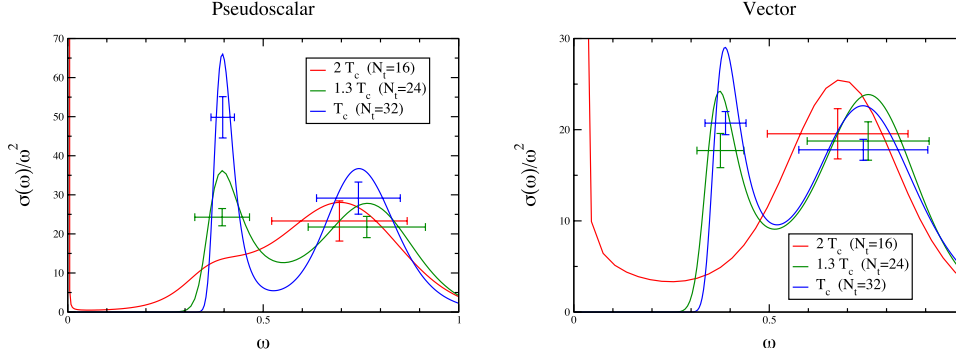 Pseudoscalar
70
60
50
40
30
20
10
0
σ(ω)/ω²
2 T_c (N_t=16)
1.3 T_c (N_t=24)
T_c (N_t=32)
0
0.5
1
ω
Vector
30
20
10
0
σ(ω)/ω²
2 T_c (N_t=16)
1.3 T_c (N_t=24)
T_c (N_t=32)
0
0.5
ω